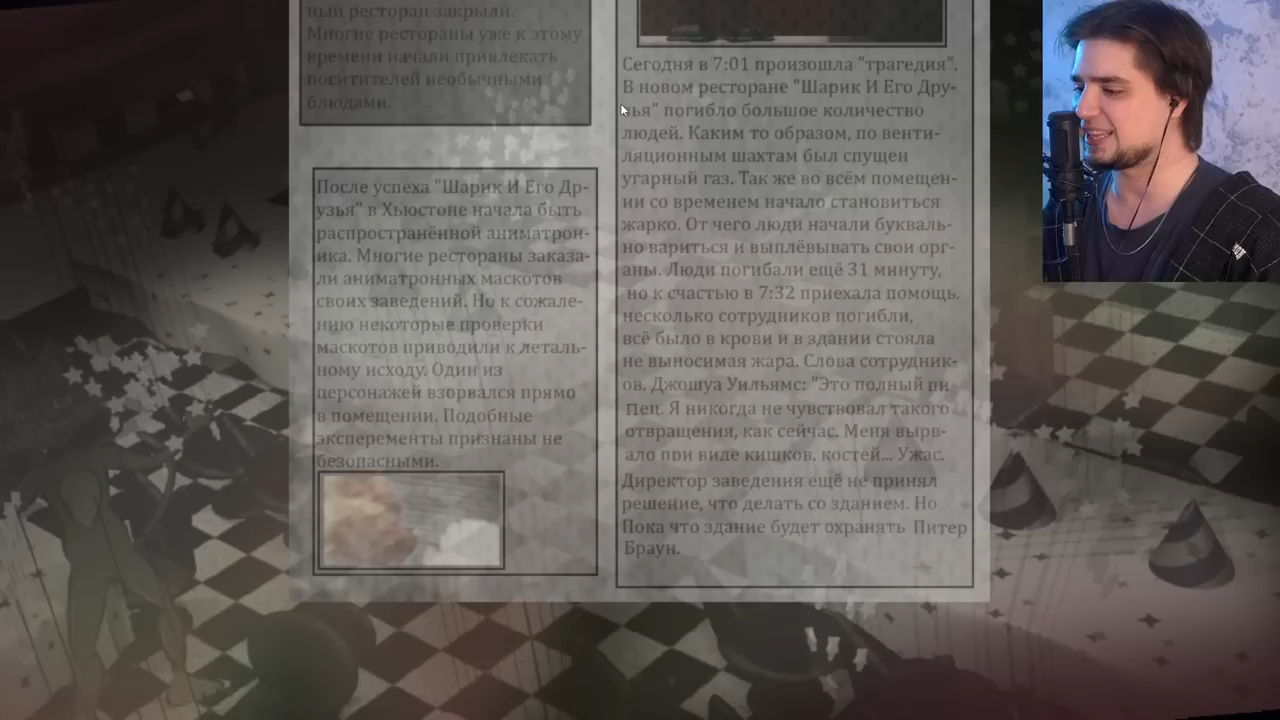 ный ресторан закрыли.
Многие рестораны уже к этому
времени начали привлекать
поситителей необычными
блюдами.
После успеха "Шарик И Его Др-
узья" в Хьюстоне начала быть
распространённой аниматрон-
ика. Многие рестораны заказа-
ли аниматронных маскотов
своих заведений. Но к сожале-
нию некоторые проверки
маскотов приводили к леталь-
ному исходу. Один из
персонажей взорвался прямо
в помещении. Подобные
эксперементы признаны не
безопасными.
Сегодня в 7:01 произошла "трагедия".
В новом ресторане "Шарик И Его Дру-
зья" погибло большое количество
людей. Каким то образом, по венти-
ляционным шахтам был спущен
угарный газ. Так же во всём помещен-
ии со временем начало становиться
жарко. От чего люди начали букваль-
но вариться и выплёвывать свои орг-
аны. Люди погибали ещё 31 минуту,
но к счастью в 7:32 приехала помощь.
несколько сотрудников погибли,
всё было в крови и в здании стояла
не выносимая жара. Слова сотрудник-
ов. Джошуа Уильямс: "Это полный пи
Пец. Я никогда не чувствовал такого
отвращения, как сейчас. Меня вырв-
ало при виде кишков, костей... Ужас.
Директор заведения ещё не принял
решение, что делать со зданием. Но
Пока что здание будет охранять Питер
Браун.